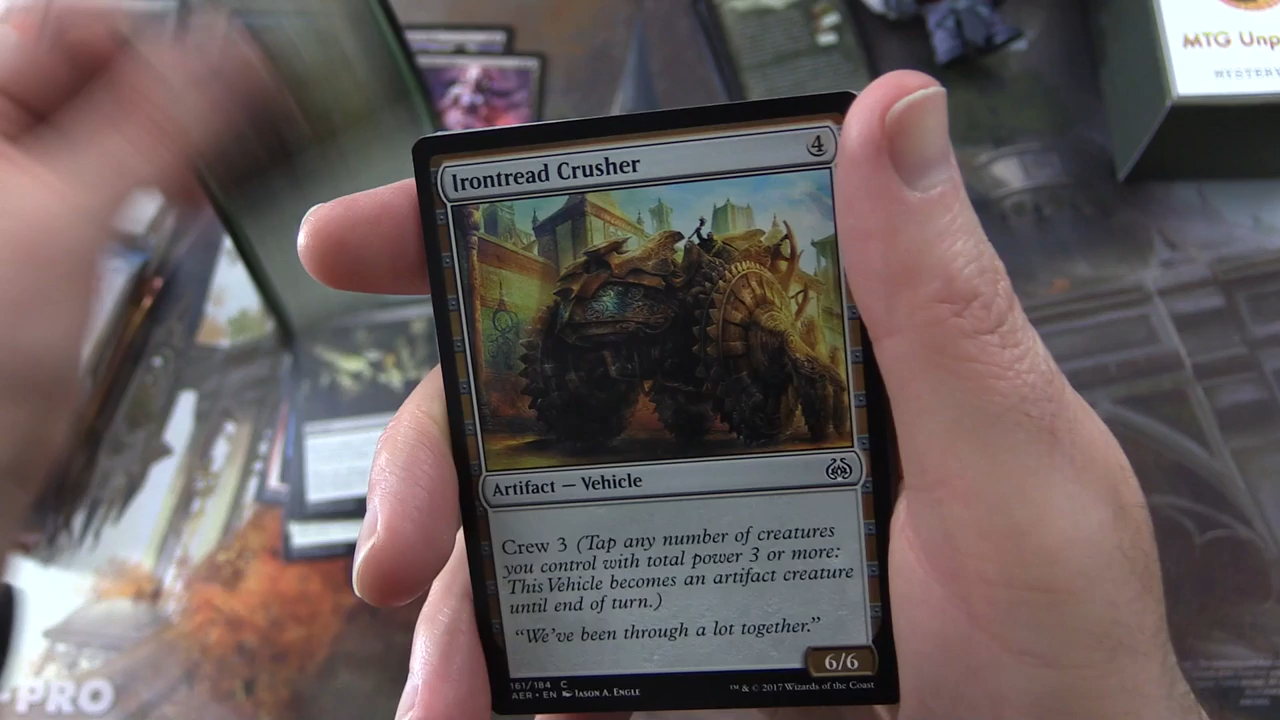 MTG Unp
Irontread Crusher
4
Artifact — Vehicle
Crew 3 (Tap any number of creatures
you control with total power 3 or more:
This Vehicle becomes an artifact creature
until end of turn.)
“We’ve been through a lot together.”
6/6
161/184 C
AER • EN Jason A. Engle
™ & © 2017 Wizards of the Coast
-PRO